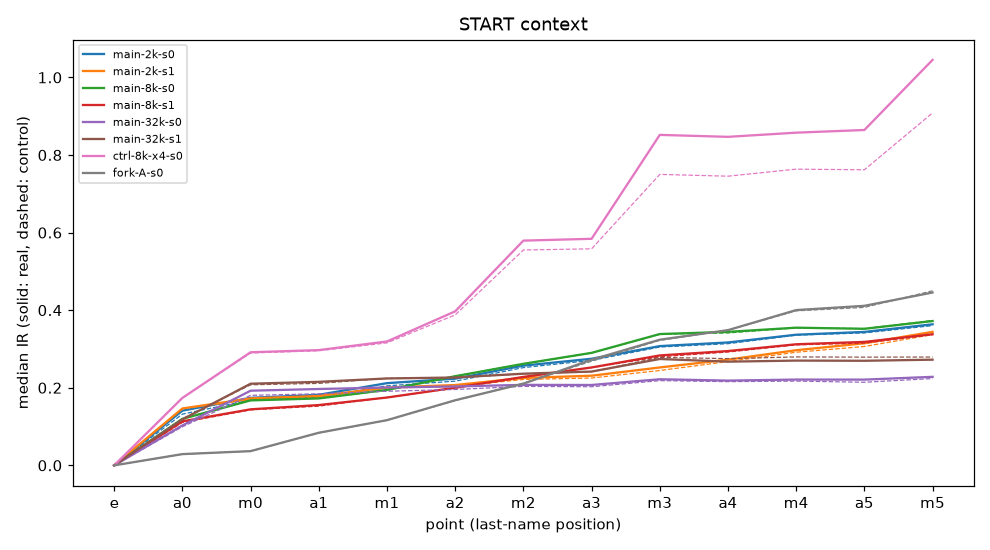 START context
main-2k-s0
main-2k-s1
main-8k-s0
main-8k-s1
main-32k-s0
main-32k-s1
ctrl-8k-x4-s0
fork-A-s0
median IR (solid: real, dashed: control)
1.0
0.8
0.6
0.4
0.2
0.0
e a0 m0 a1 m1 a2 m2 a3 m3 a4 m4 a5 m5
point (last-name position)